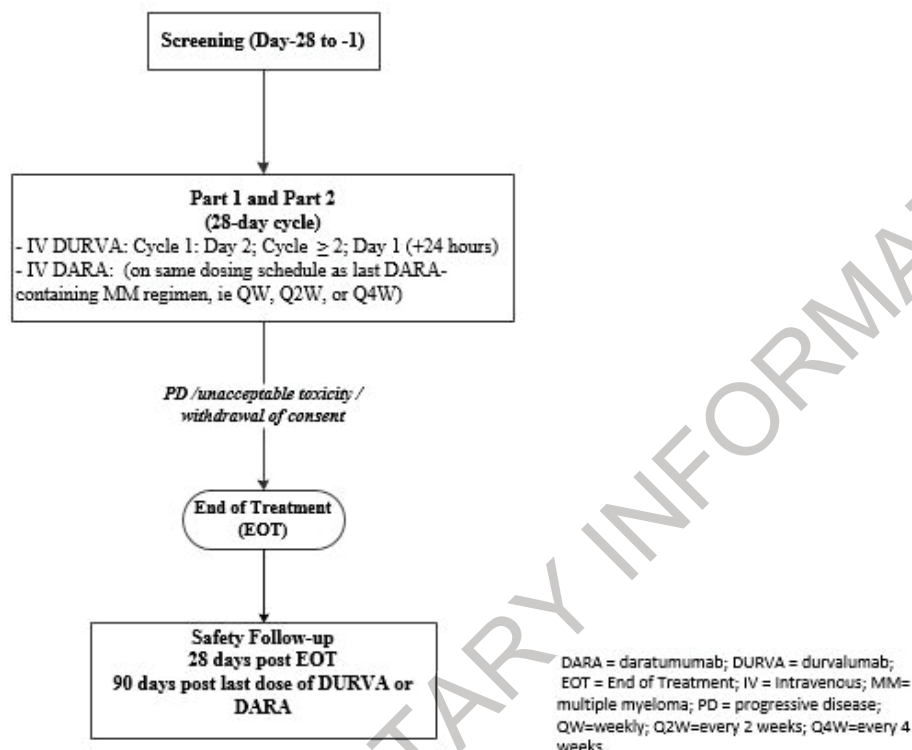 Screening (Day-28 to -1)
Part 1 and Part 2
(28-day cycle)
- IV DURVA: Cycle 1: Day 2; Cycle ≥ 2; Day 1 (+24 hours)
- IV DARA: (on same dosing schedule as last DARA-
containing MM regimen, ie QW, Q2W, or Q4W)
PD /unacceptable toxicity /
withdrawal of consent
End of Treatment
(EOT)
Safety Follow-up
28 days post EOT
90 days post last dose of DURVA or
DARA
DARA = daratumumab; DURVA = durvalumab;
EOT = End of Treatment; IV = Intravenous; MM=
multiple myeloma; PD = progressive disease;
QW=weekly; Q2W=every 2 weeks; Q4W=every 4
weeks
TARY INFORMA